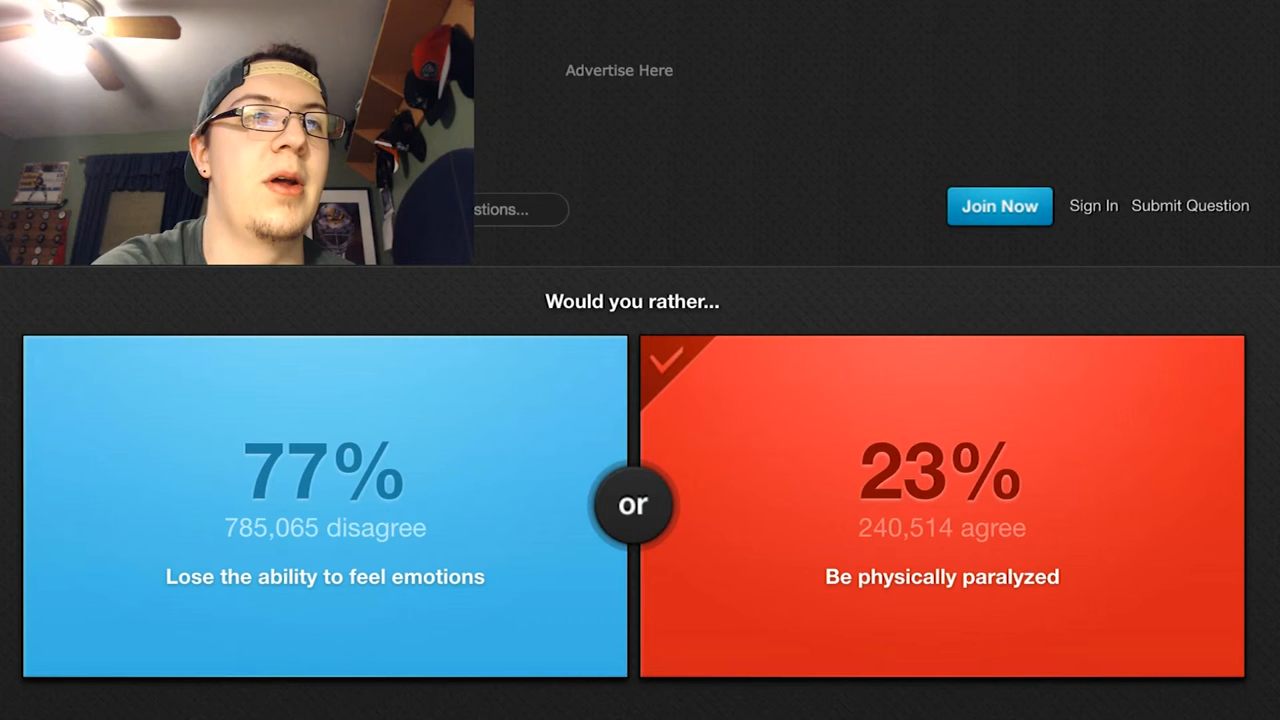 Advertise Here
stions...
Join Now
Sign In
Submit Question
Would you rather...
77%
785,065 disagree
Lose the ability to feel emotions
or
23%
240,514 agree
Be physically paralyzed